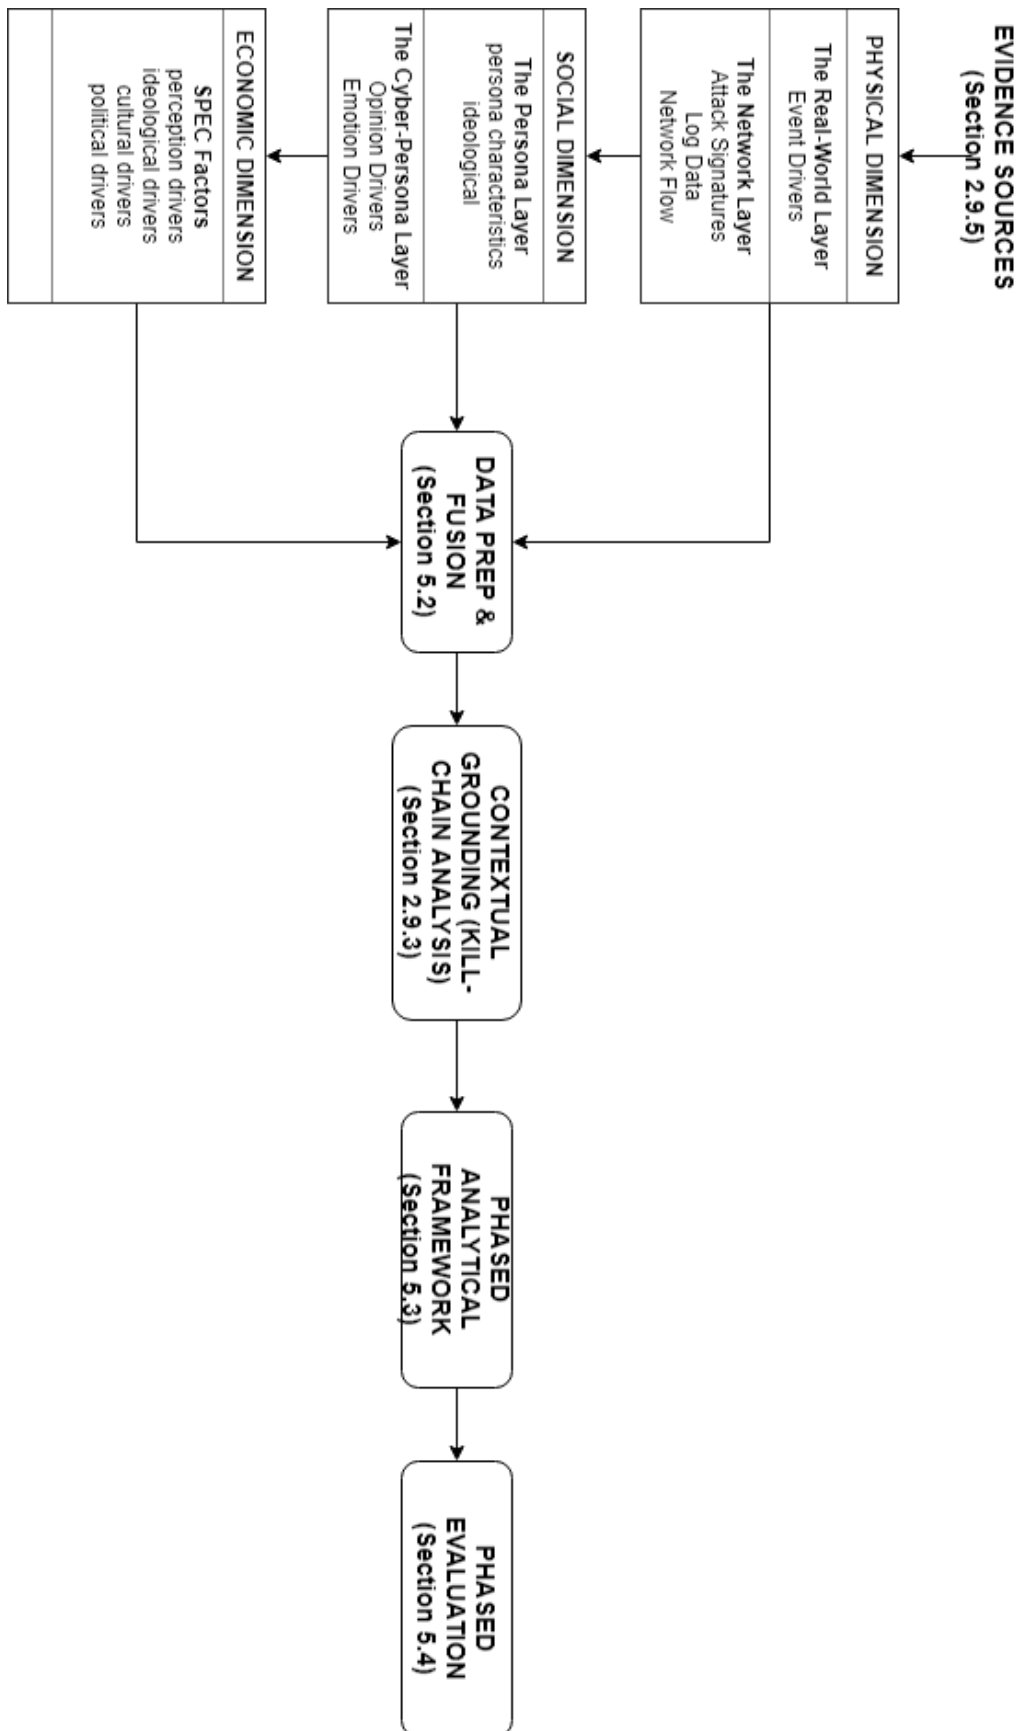 EVIDENCE SOURCES
(Section 2.9.5)
PHYSICAL DIMENSION
The Real-World Layer
Event Drivers
The Network Layer
Attack Signatures
Log Data
Network Flow
SOCIAL DIMENSION
The Persona Layer
persona characteristics
ideological
The Cyber-Persona Layer
Opinion Drivers
Emotion Drivers
ECONOMIC DIMENSION
SPEC Factors
perception drivers
ideological drivers
cultural drivers
political drivers
DATA PREP &
FUSION
(Section 5.2)
CONTEXTUAL
GROUNDING (KILL-
CHAIN ANALYSIS)
(Section 2.9.3)
PHASED
ANALYTICAL
FRAMEWORK
(Section 5.3)
PHASED
EVALUATION
(Section 5.4)